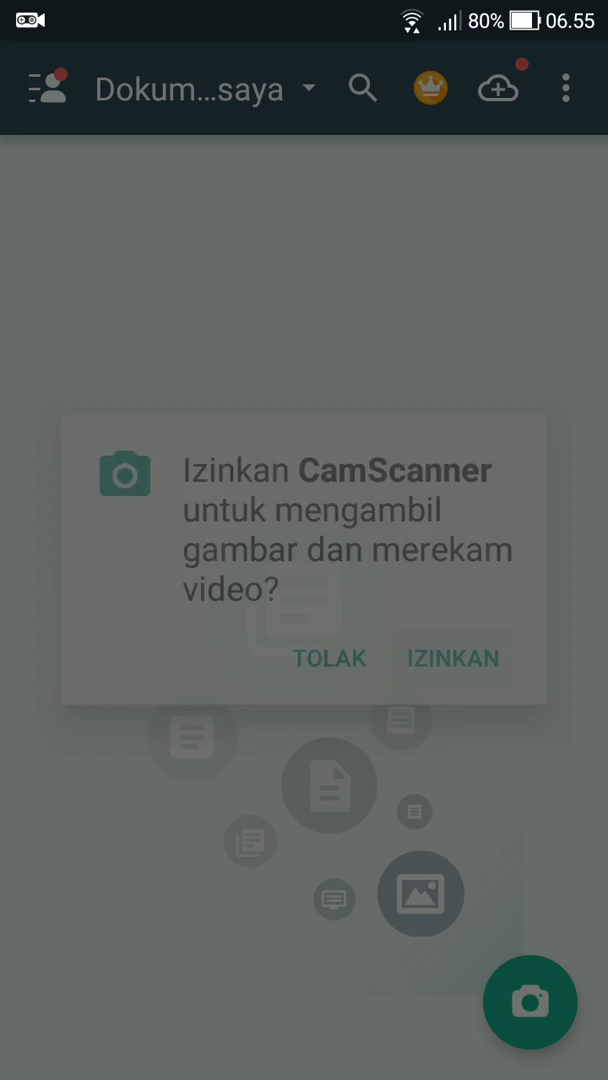 80% 06.55
Dokum...saya
Izinkan CamScanner
untuk mengambil
gambar dan merekam
video?
TOLAK IZINKAN